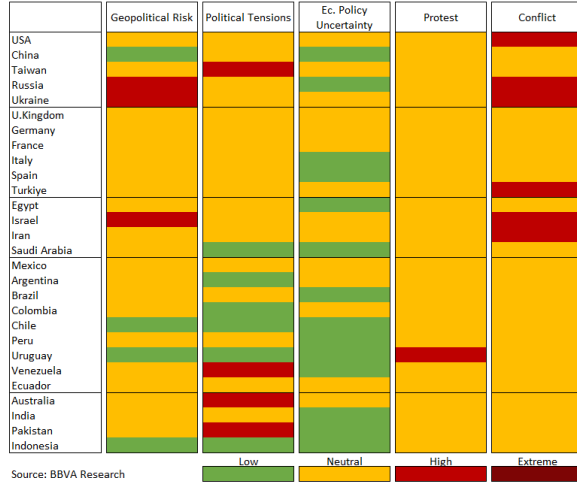 Geopolitical Risk Political Tensions Ec. Policy Uncertainty Protest Conflict
USA
China
Taiwan
Russia
Ukraine
U.Kingdom
Germany
France
Italy
Spain
Turkiye
Egypt
Israel
Iran
Saudi Arabia
Mexico
Argentina
Brazil
Colombia
Chile
Peru
Uruguay
Venezuela
Ecuador
Australia
India
Pakistan
Indonesia
Low Neutral High Extreme
Source: BBVA Research